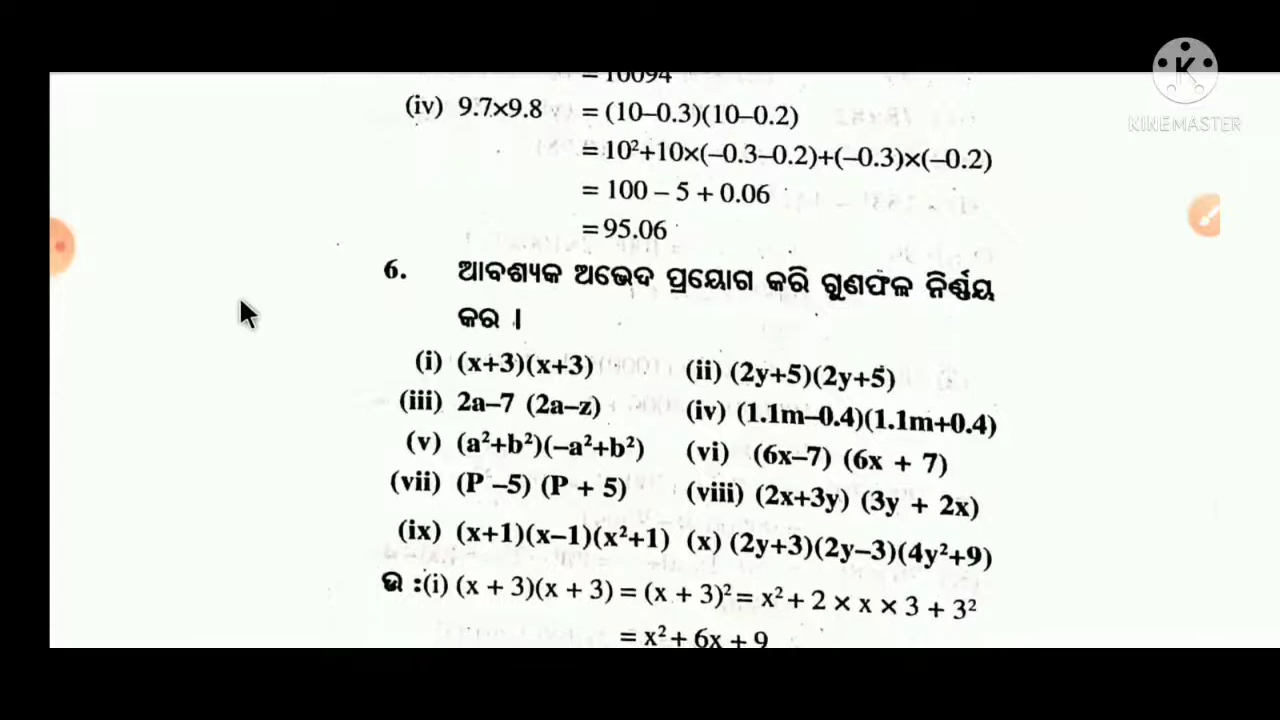 = 10094
KINEMASTER
(iv) 9.7×9.8 = (10–0.3)(10–0.2)
= 10²+10×(–0.3–0.2)+(–0.3)×(–0.2)
= 100 – 5 + 0.06
= 95.06
6. ଆବଶ୍ୟକ ଅଭେଦ ପ୍ରୟୋଗ କରି ଗୁଣଫଳ ନିର୍ଣ୍ଣୟ
କର ।
(i) (x+3)(x+3) (ii) (2y+5)(2y+5)
(iii) 2a–7 (2a–z) (iv) (1.1m–0.4)(1.1m+0.4)
(v) (a²+b²)(–a²+b²) (vi) (6x–7) (6x + 7)
(vii) (P –5) (P + 5) (viii) (2x+3y) (3y + 2x)
(ix) (x+1)(x–1)(x²+1) (x) (2y+3)(2y–3)(4y²+9)
ଉ :(i) (x + 3)(x + 3) = (x + 3)² = x² + 2 × x × 3 + 3²
= x² + 6x + 9